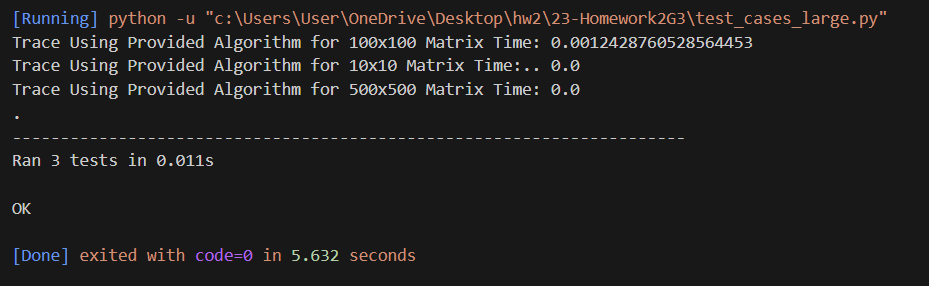 [Running] python -u "c:\Users\User\OneDrive\Desktop\hw2\23-Homework2G3\test_cases_large.py"
Trace Using Provided Algorithm for 100x100 Matrix Time: 0.0012428760528564453
Trace Using Provided Algorithm for 10x10 Matrix Time:.. 0.0
Trace Using Provided Algorithm for 500x500 Matrix Time: 0.0
.
----------------------------------------------------------------------
Ran 3 tests in 0.011s
OK
[Done] exited with code=0 in 5.632 seconds